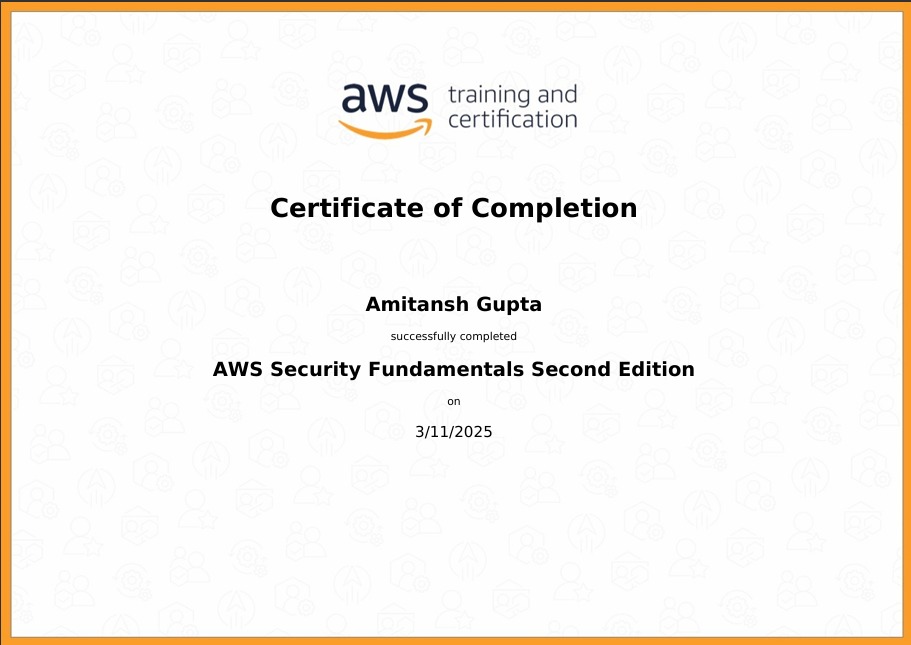 aws training and
certification
Certificate of Completion
Amitansh Gupta
successfully completed
AWS Security Fundamentals Second Edition
on
3/11/2025